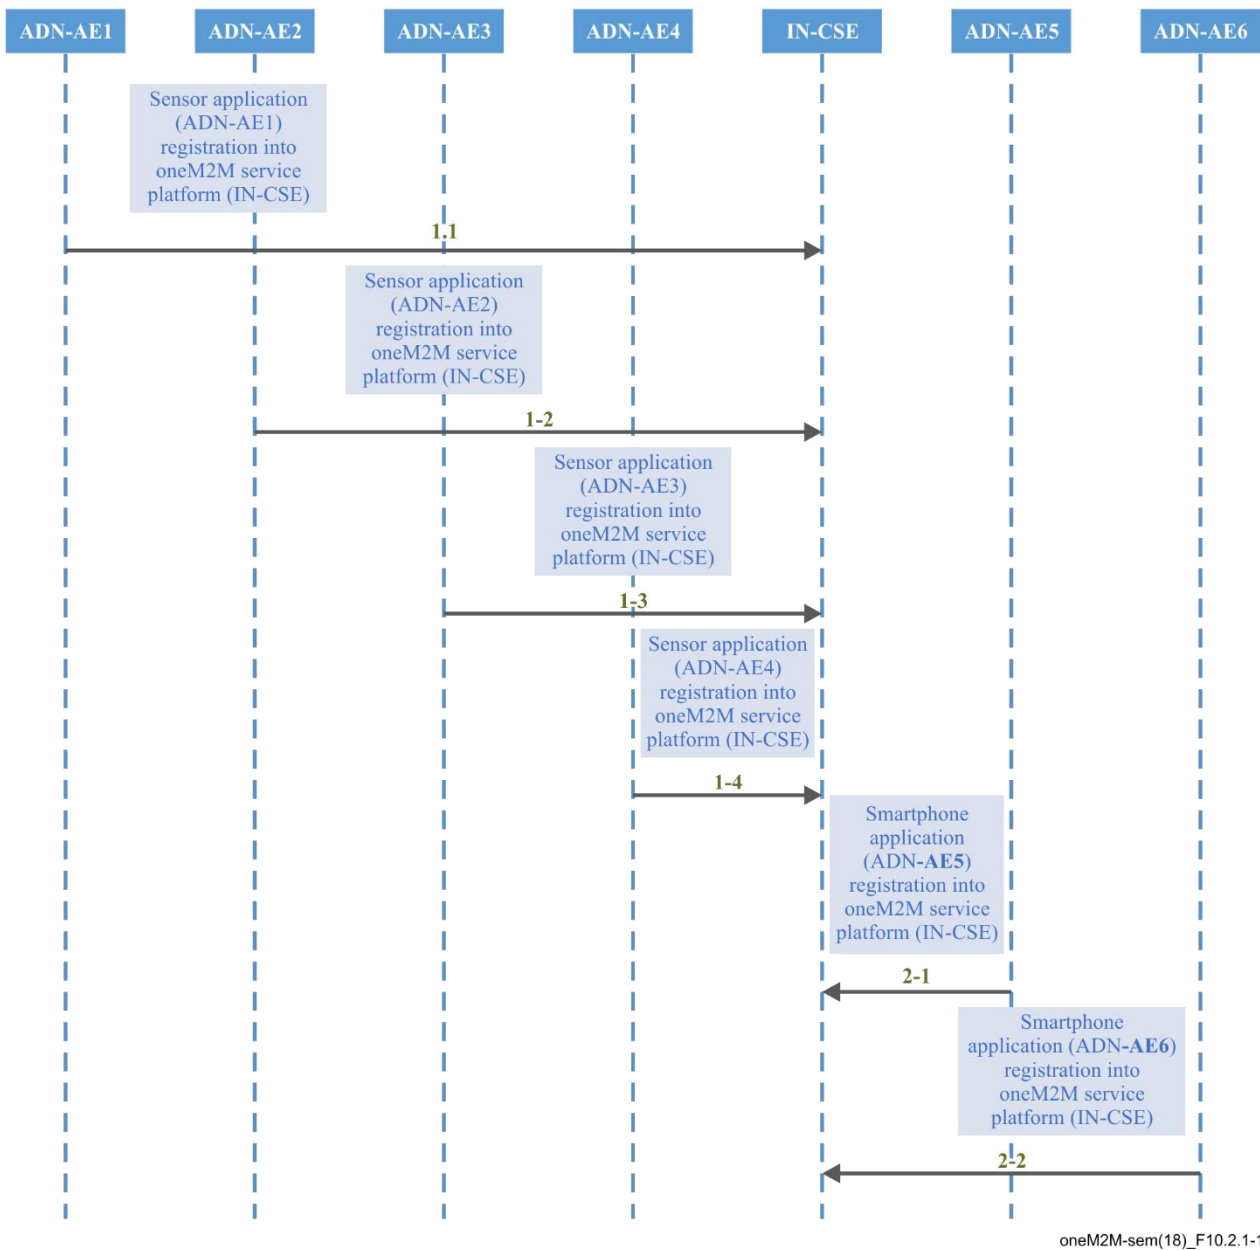 ADN-AE1 ADN-AE2 ADN-AE3 ADN-AE4 IN-CSE ADN-AE5 ADN-AE6
Sensor application
(ADN-AE1)
registration into
oneM2M service
platform (IN-CSE)
1.1
Sensor application
(ADN-AE2)
registration into
oneM2M service
platform (IN-CSE)
1-2
Sensor application
(ADN-AE3)
registration into
oneM2M service
platform (IN-CSE)
1-3
Sensor application
(ADN-AE4)
registration into
oneM2M service
platform (IN-CSE)
1-4
Smartphone
application
(ADN-AE5)
registration into
oneM2M service
platform (IN-CSE)
2-1
Smartphone
application (ADN-AE6)
registration into
oneM2M service
platform (IN-CSE)
2-2
oneM2M-sem(18)_F10.2.1-1